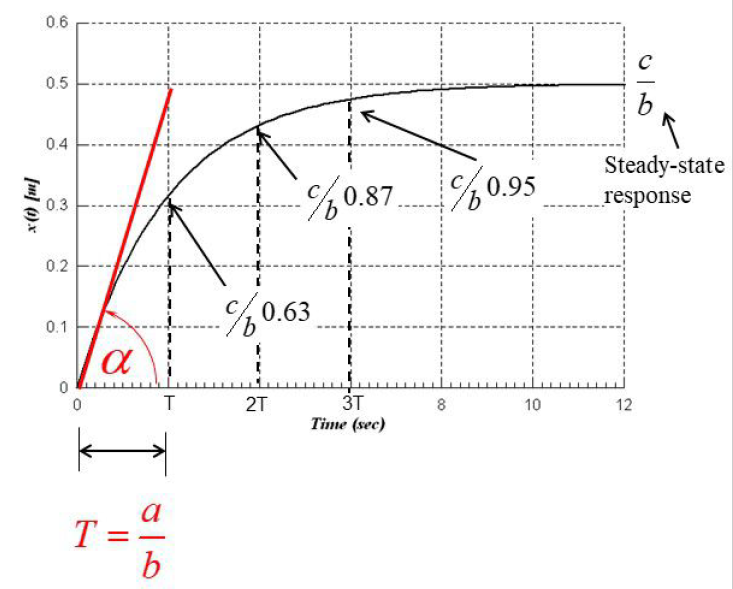 0.6
0.5
0.4
0.3
0.2
0.1
0
x(t) [m]
c/b
Steady-state
response
c/b 0.95
c/b 0.87
c/b 0.63
α
0 T 2T 3T 8 10 12
Time (sec)
T = a/b